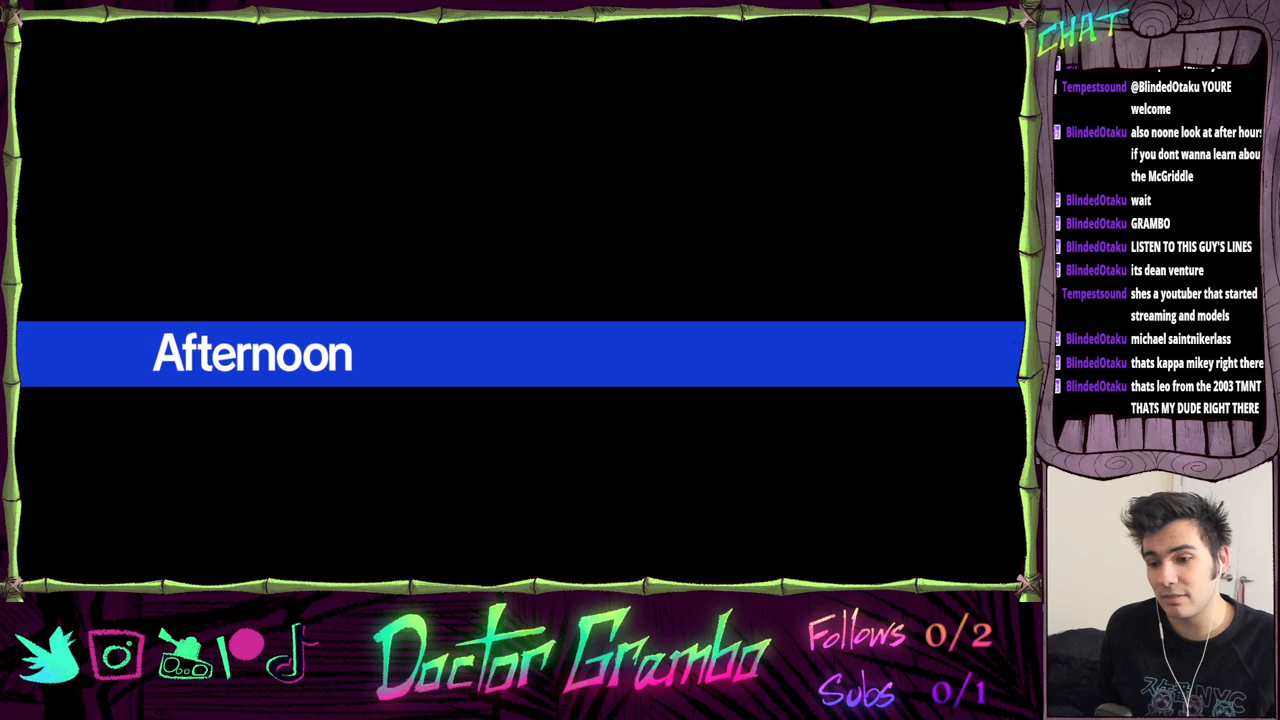 Afternoon
CHAT
Tempestsound @BlindedOtaku YOURE
welcome
BlindedOtaku also noone look at after hours
if you dont wanna learn abou
the McGriddle
BlindedOtaku wait
BlindedOtaku GRAMBO
BlindedOtaku LISTEN TO THIS GUY'S LINES
BlindedOtaku its dean venture
Tempestsound shes a youtuber that started
streaming and models
BlindedOtaku michael saintnikerlass
BlindedOtaku thats kappa mikey right there
BlindedOtaku thats leo from the 2003 TMNT
THATS MY DUDE RIGHT THERE
Doctor Grambo
Follows 0/2
Subs 0/1
NYC